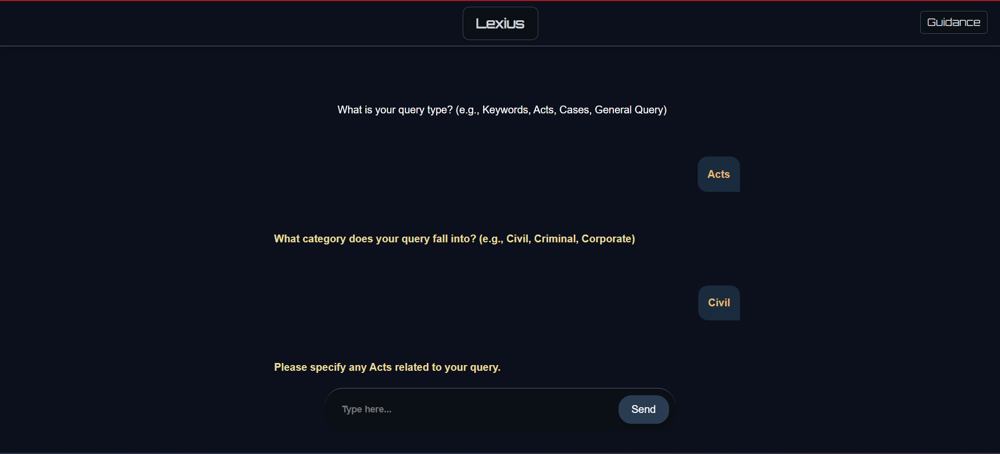 Lexius
Guidance
What is your query type? (e.g., Keywords, Acts, Cases, General Query)
Acts
What category does your query fall into? (e.g., Civil, Criminal, Corporate)
Civil
Please specify any Acts related to your query.
Type here...
Send